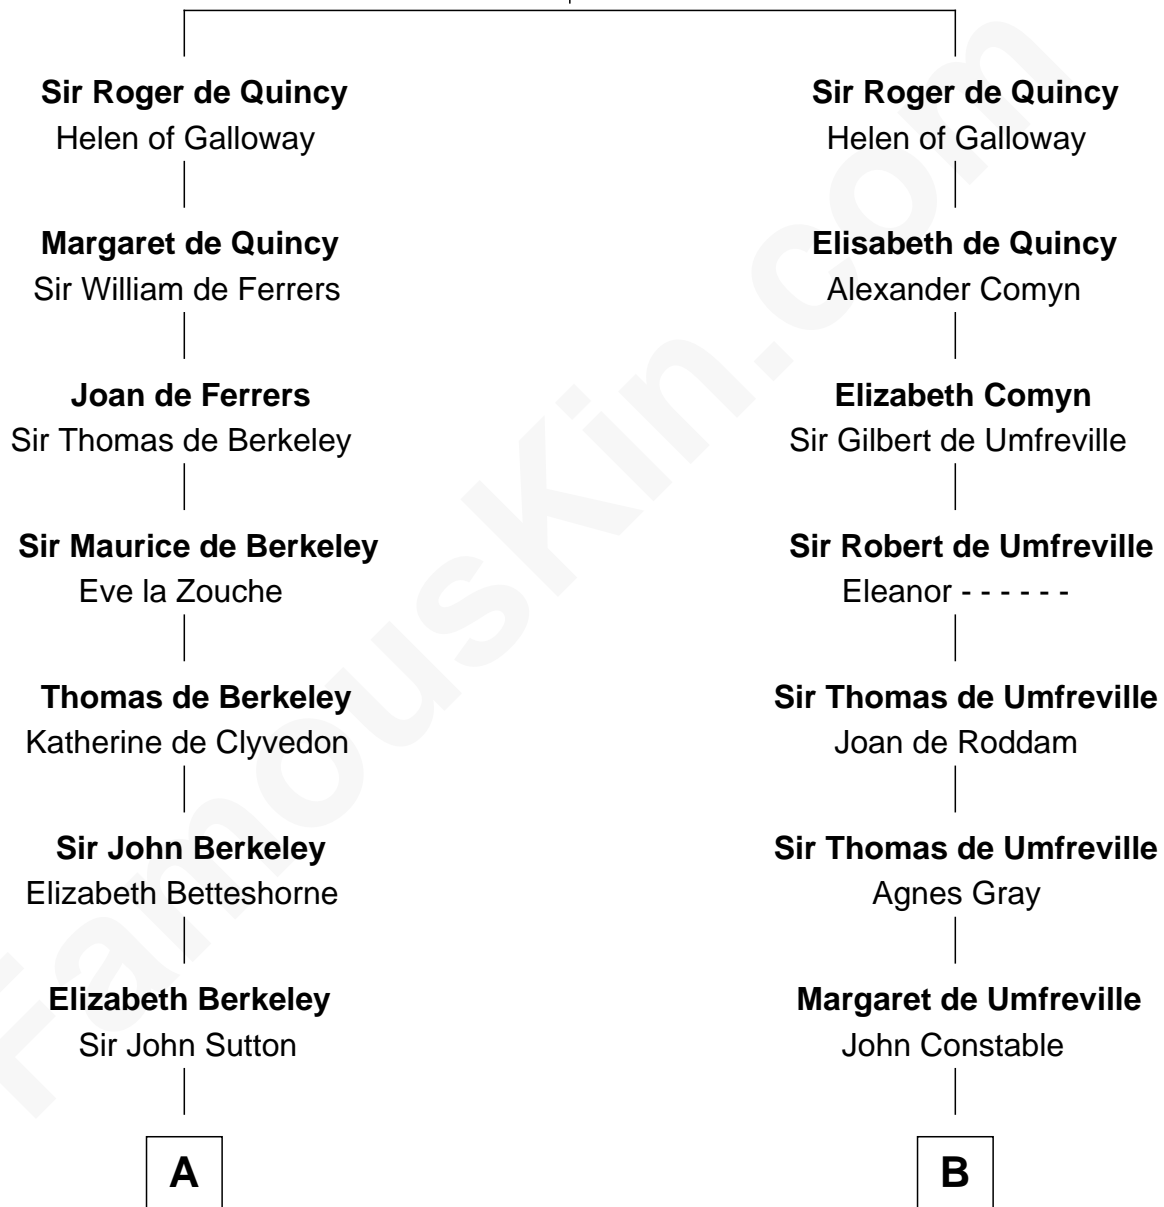 Sir Roger de Quincy
Helen of Galloway
Margaret de Quincy
Sir William de Ferrers
Joan de Ferrers
Sir Thomas de Berkeley
Sir Maurice de Berkeley
Eve la Zouche
Thomas de Berkeley
Katherine de Clyvedon
Sir John Berkeley
Elizabeth Betteshorne
Elizabeth Berkeley
Sir John Sutton
A
Sir Roger de Quincy
Helen of Galloway
Elisabeth de Quincy
Alexander Comyn
Elizabeth Comyn
Sir Gilbert de Umfreville
Sir Robert de Umfreville
Eleanor - - - - - -
Sir Thomas de Umfreville
Joan de Roddam
Sir Thomas de Umfreville
Agnes Gray
Margaret de Umfreville
John Constable
B
FamousKin.com